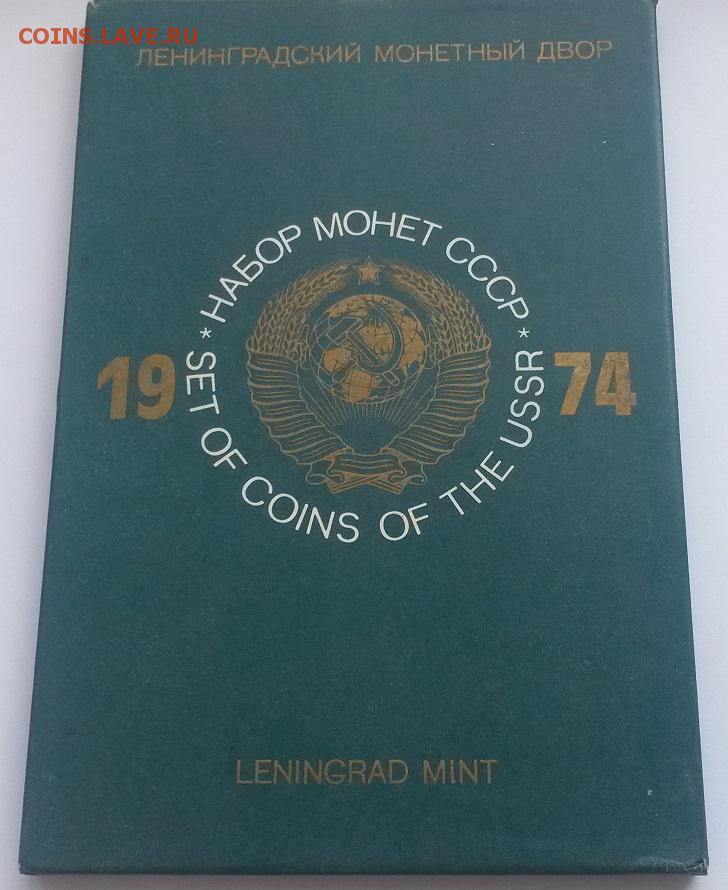 COINS.LAVE.RU
ЛЕНИНГРАДСКИЙ МОНЕТНЫЙ ДВОР
* НАБОР МОНЕТ СССР *
19 74
SET OF COINS OF THE USSR
LENINGRAD MINT